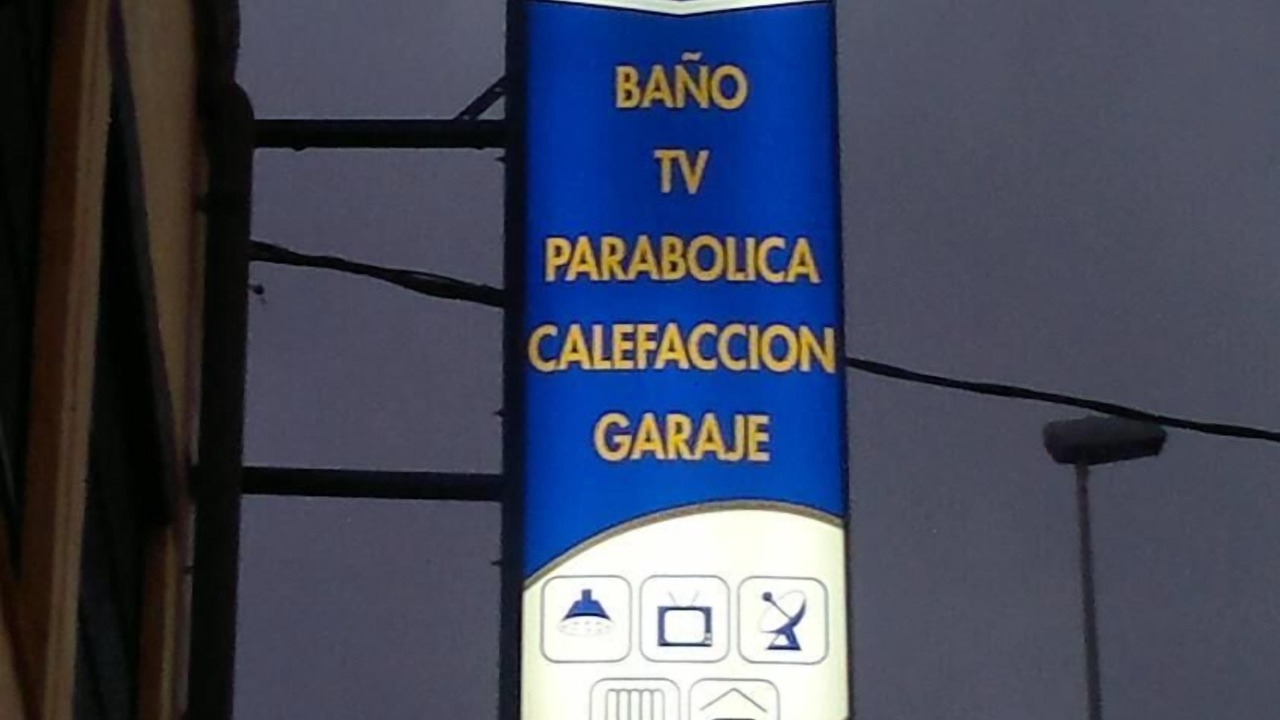 BAÑO
TV
PARABOLICA
CALEFACCION
GARAJE